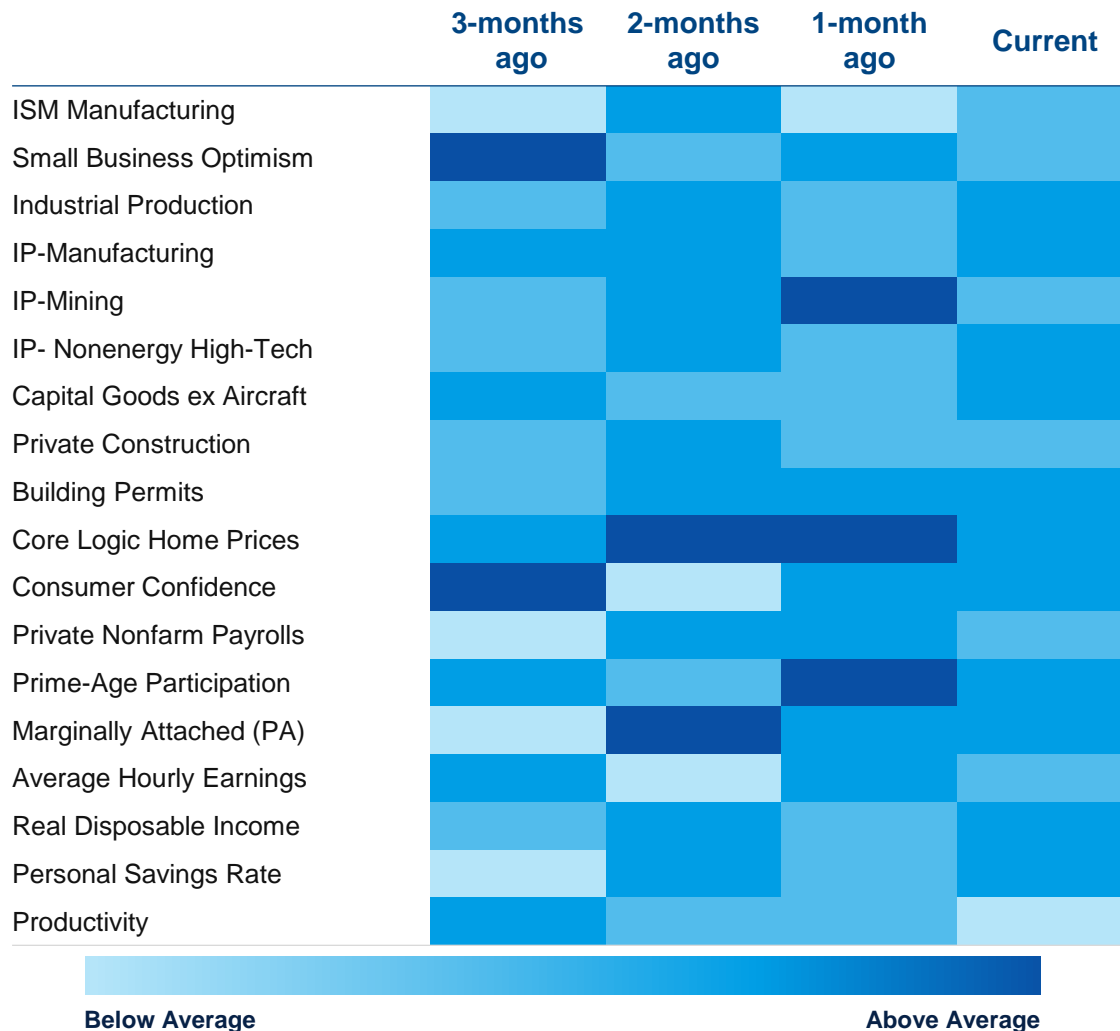 3-months ago
2-months ago
1-month ago
Current
ISM Manufacturing
Small Business Optimism
Industrial Production
IP-Manufacturing
IP-Mining
IP- Nonenergy High-Tech
Capital Goods ex Aircraft
Private Construction
Building Permits
Core Logic Home Prices
Consumer Confidence
Private Nonfarm Payrolls
Prime-Age Participation
Marginally Attached (PA)
Average Hourly Earnings
Real Disposable Income
Personal Savings Rate
Productivity
Below Average
Above Average